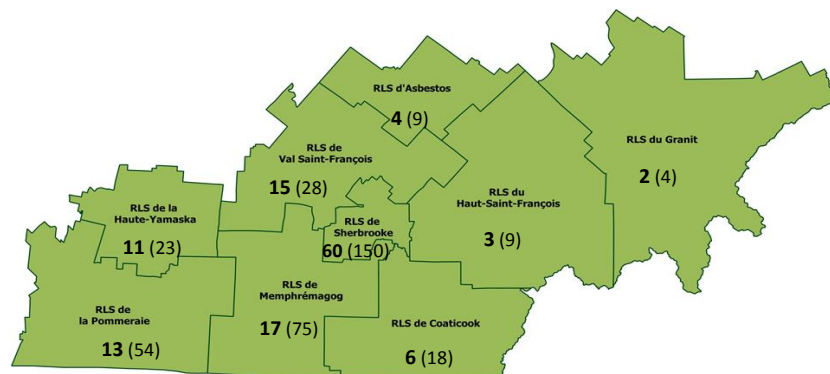 RLS d'Asbestos
4 (9)
RLS du Granit
2 (4)
RLS de
Val Saint-François
15 (28)
RLS du
Haut-Saint-François
3 (9)
RLS de la
Haute-Yamaska
11 (23)
RLS de
Sherbrooke
60 (150)
RLS de
la Pommeraie
13 (54)
RLS de
Memphrémagog
17 (75)
RLS de Coaticook
6 (18)